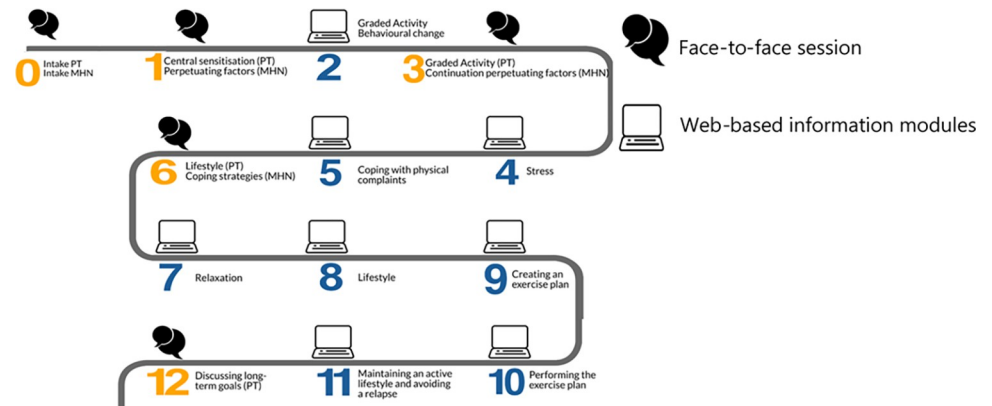 0 Intake PT
Intake MHN
1 Central sensitisation (PT)
Perpetuating factors (MHN)
2 Graded Activity
Behavioural change
3 Graded Activity (PT)
Continuation perpetuating factors (MHN)
Face-to-face session
Web-based information modules
4 Stress
5 Coping with physical
complaints
6 Lifestyle (PT)
Coping strategies (MHN)
7 Relaxation
8 Lifestyle
9 Creating an
exercise plan
10 Performing the
exercise plan
11 Maintaining an active
lifestyle and avoiding
a relapse
12 Discussing long-
term goals (PT)